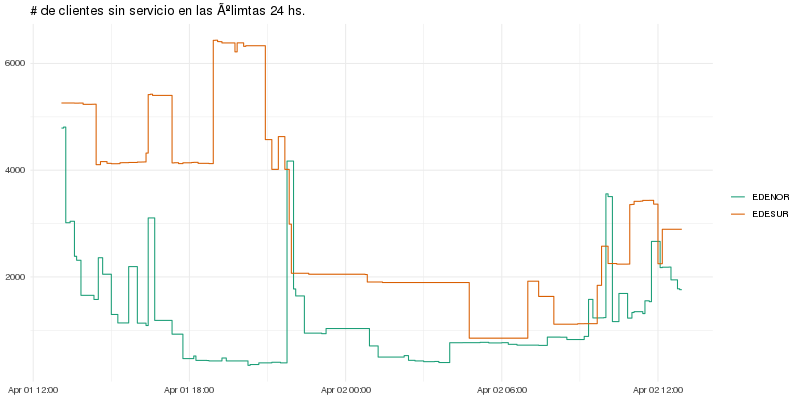 # de clientes sin servicio en las Ãºlimtas 24 hs.
6000
4000
2000
EDENOR
EDESUR
Apr 01 12:00
Apr 01 18:00
Apr 02 00:00
Apr 02 06:00
Apr 02 12:00